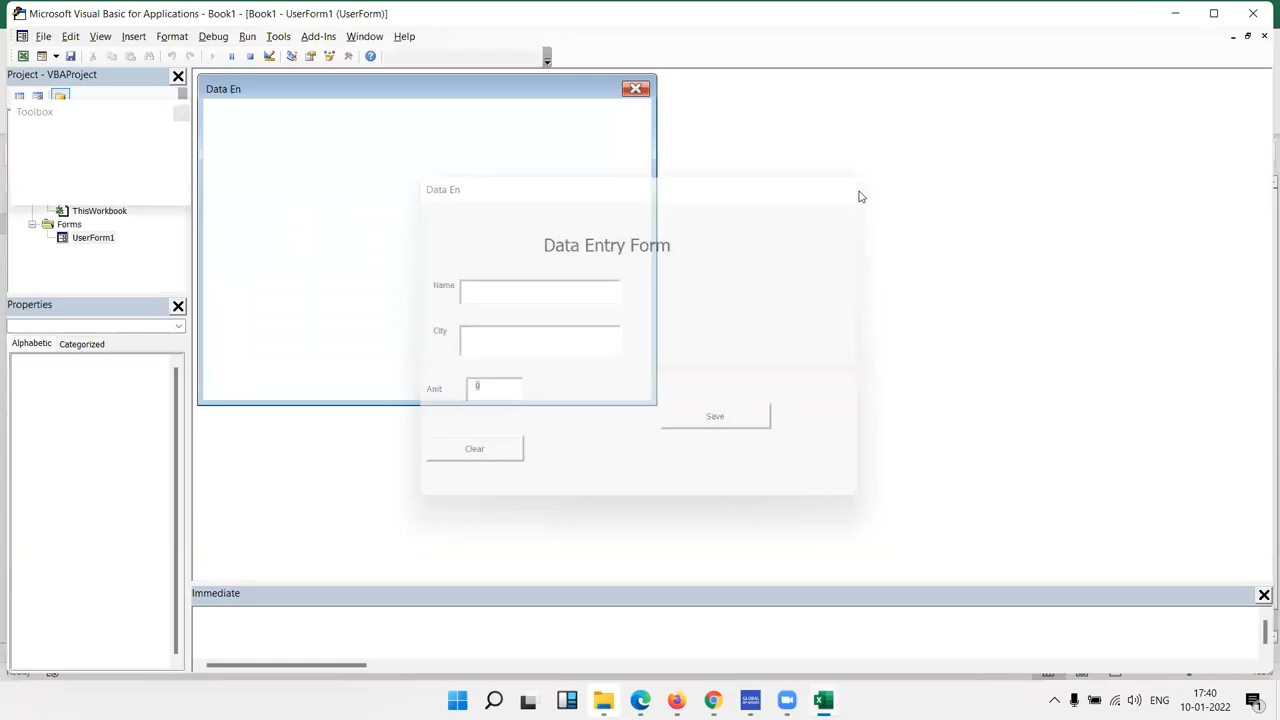 Microsoft Visual Basic for Applications - Book1 - [Book1 - UserForm1 (UserForm)]
File Edit View Insert Format Debug Run Tools Add-Ins Window Help
Project - VBAProject
Toolbox
ThisWorkbook
Forms
UserForm1
Properties
Alphabetic Categorized
Data En
Data En
Data Entry Form
Name
City
Amt 0
Save
Clear
Immediate
GLOBAL
ENG
17:40
10-01-2022
1